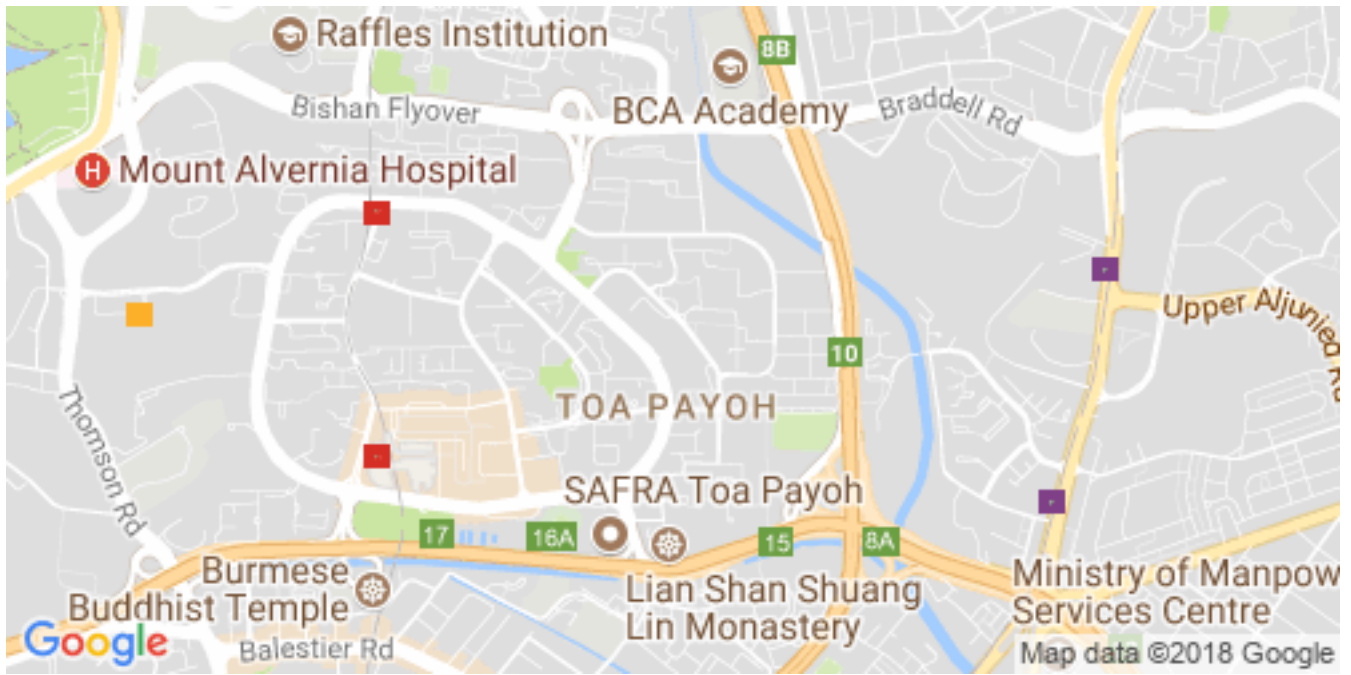 Raffles Institution
8B
BCA Academy
Bishan Flyover
Braddell Rd
H
Mount Alvernia Hospital
Upper Aljunied Rd
10
Thomson Rd
TOA PAYOH
SAFRA Toa Payoh
17
16A
15
8A
Burmese
Buddhist Temple
Lian Shan Shuang
Lin Monastery
Ministry of Manpow
Services Centre
Google
Balestier Rd
Map data ©2018 Google